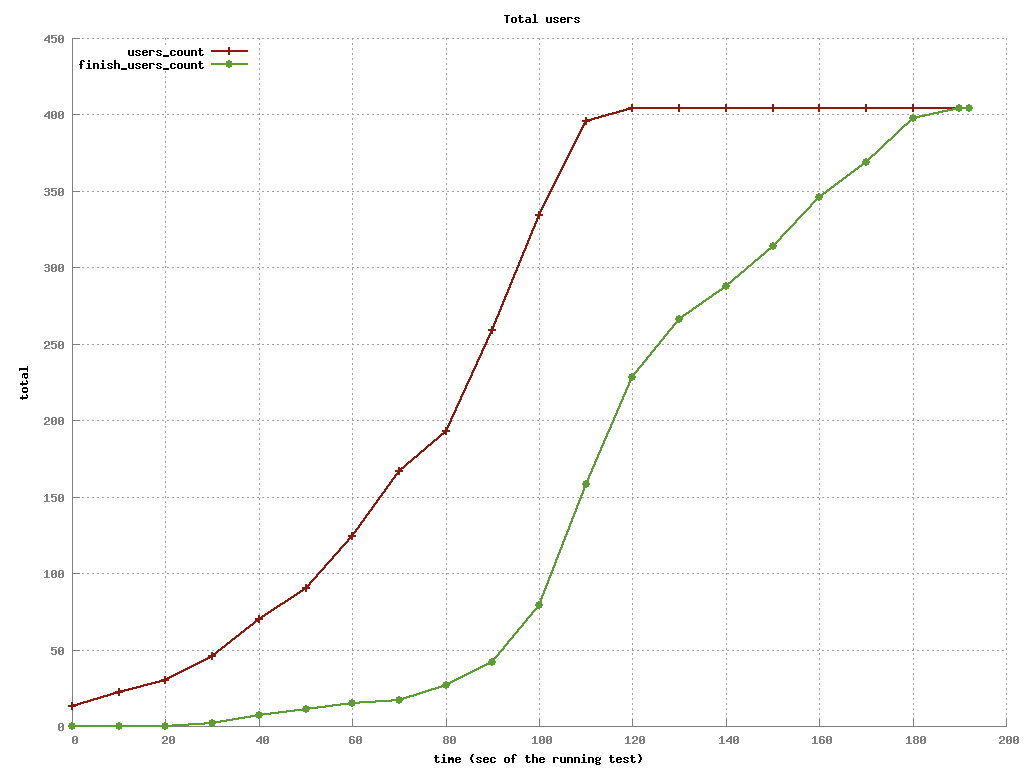 Total users
users_count
finish_users_count
450
400
350
300
250
200
150
100
50
0
total
0 20 40 60 80 100 120 140 160 180 200
time (sec of the running test)